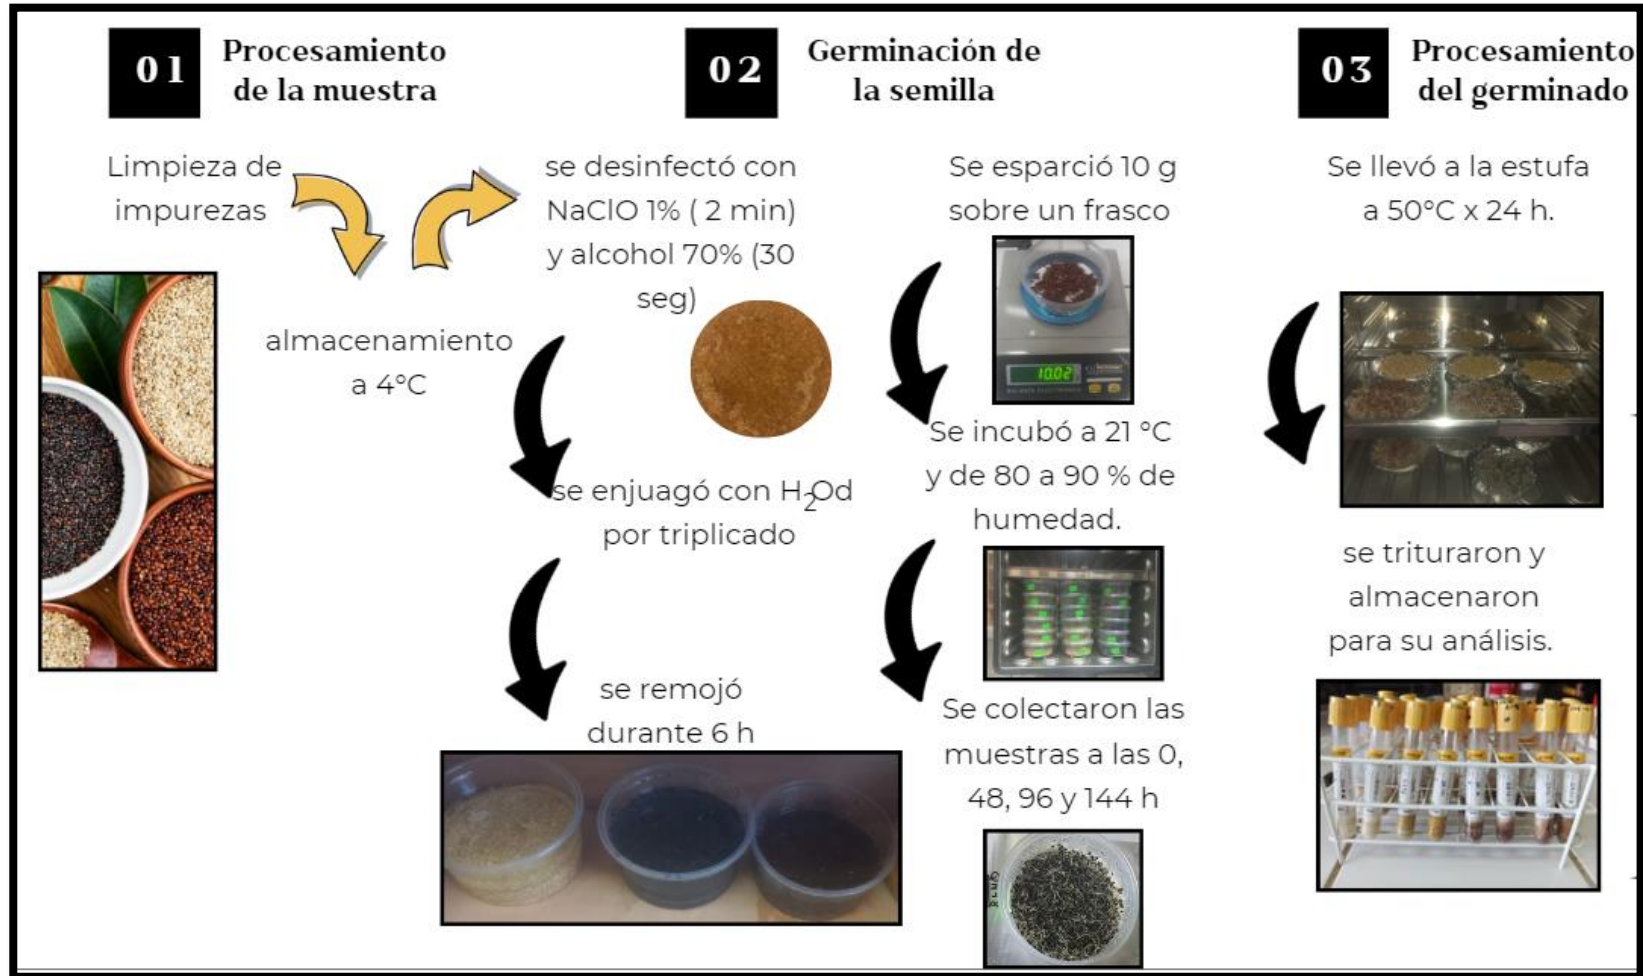 01
Procesamiento
de la muestra
Limpieza de
impurezas
almacenamiento
a 4°C
02
Germinación de
la semilla
se desinfectó con
NaClO 1% ( 2 min)
y alcohol 70% (30
seg)
se enjuagó con H2Od
por triplicado
se remojó
durante 6 h
Se esparció 10 g
sobre un frasco
10.02
Se incubó a 21 °C
y de 80 a 90 % de
humedad.
Se colectaron las
muestras a las 0,
48, 96 y 144 h
03
Procesamiento
del germinado
Se llevó a la estufa
a 50°C x 24 h.
se trituraron y
almacenaron
para su análisis.